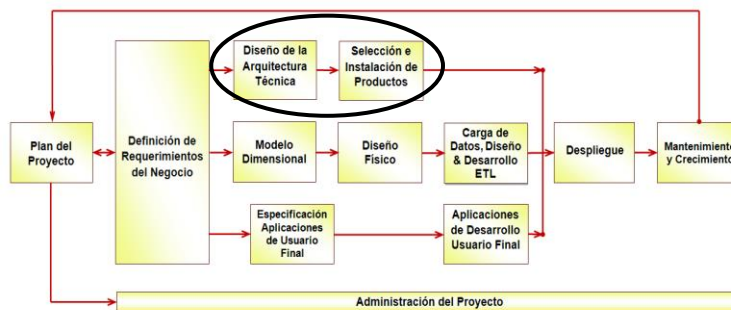 Diseño de la
Arquitectura
Técnica
Selección e
Instalación de
Productos
Plan del
Proyecto
Definición de
Requerimientos
del Negocio
Modelo
Dimensional
Diseño
Físico
Carga de
Datos, Diseño
& Desarrollo
ETL
Despliegue
Mantenimiento
y Crecimiento
Especificación
Aplicaciones
de Usuario
Final
Aplicaciones
de Desarrollo
Usuario Final
Administración del Proyecto